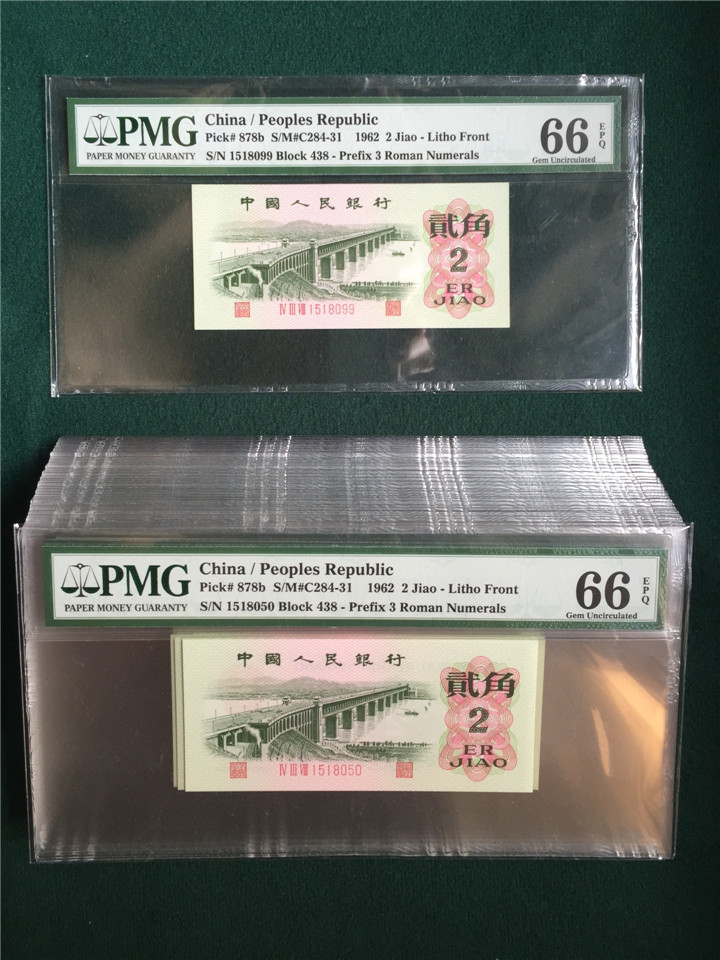 PMG
PAPER MONEY GUARANTY
China / Peoples Republic
Pick# 878b S/M#C284-31 1962 2 Jiao - Litho Front
S/N 1518099 Block 438 - Prefix 3 Roman Numerals
66 EPQ
Gem Uncirculated
中國人民銀行
貳角
2
ER
JIAO
Ⅳ Ⅲ Ⅷ 1518099
PMG
PAPER MONEY GUARANTY
China / Peoples Republic
Pick# 878b S/M#C284-31 1962 2 Jiao - Litho Front
S/N 1518050 Block 438 - Prefix 3 Roman Numerals
66 EPQ
Gem Uncirculated
中國人民銀行
貳角
2
ER
JIAO
Ⅳ Ⅲ Ⅷ 1518050